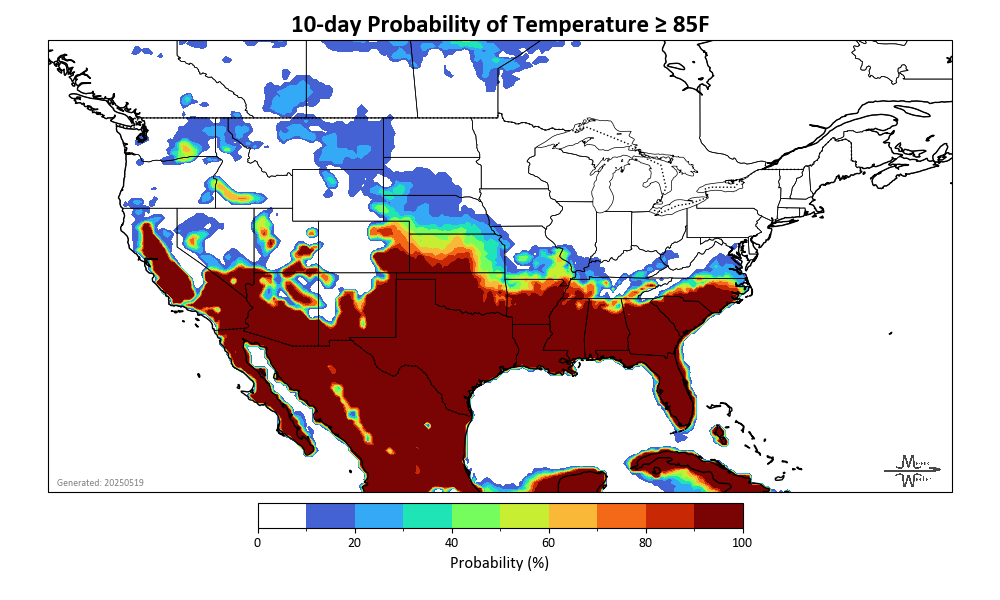 10-day Probability of Temperature ≥ 85F
Generated: 20250519
0 20 40 60 80 100
Probability (%)